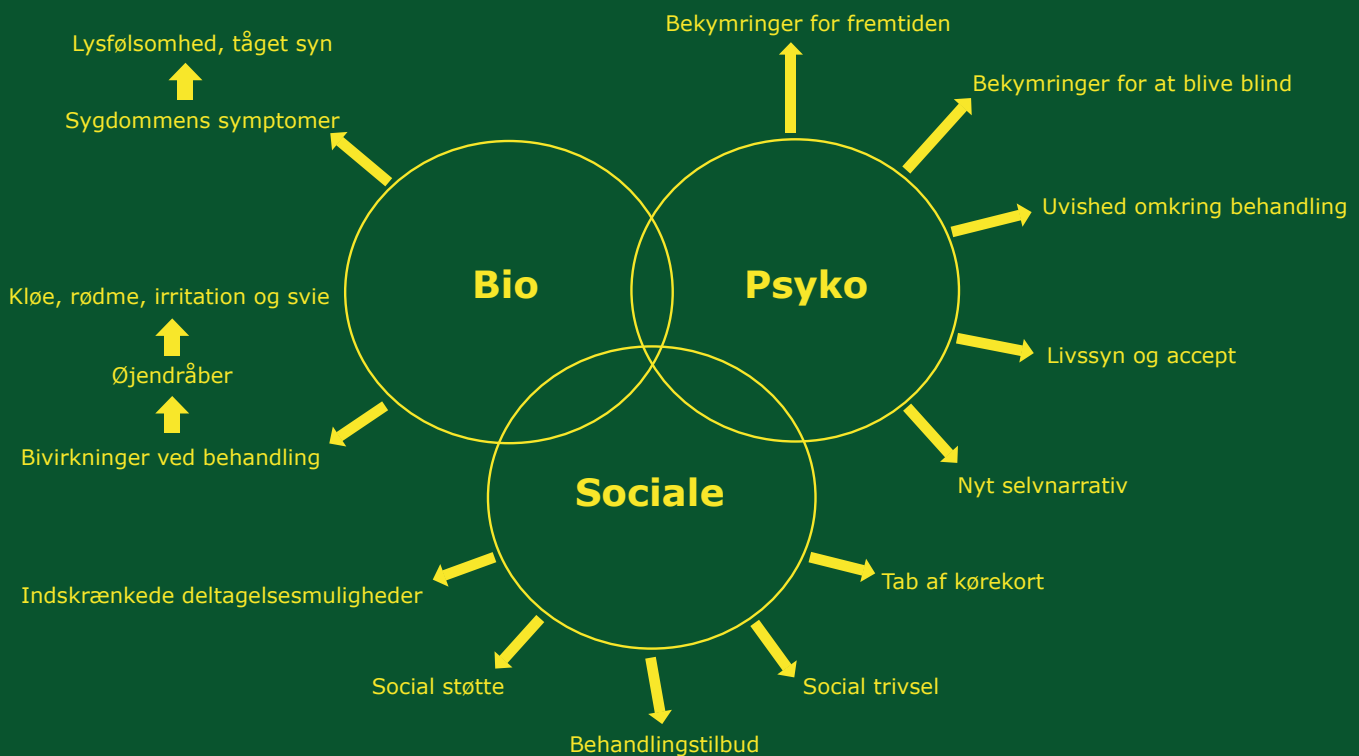 Bekymringer for fremtiden
Lysfølsomhed, tåget syn
Bekymringer for at blive blind
Sygdommens symptomer
Uvished omkring behandling
Bio
Psyko
Kløe, rødme, irritation og svie
Livssyn og accept
Øjendråber
Bivirkninger ved behandling
Nyt selvnarrativ
Sociale
Tab af kørekort
Indskrænkede deltagelsesmuligheder
Social støtte
Social trivsel
Behandlingstilbud